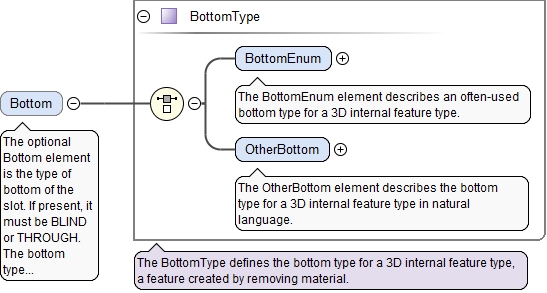 BottomType
BottomEnum
The BottomEnum element describes an often-used
bottom type for a 3D internal feature type.
Bottom
The optional
Bottom element
is the type of
bottom of the
slot. If present, it
must be BLIND
or THROUGH.
The bottom
type...
OtherBottom
The OtherBottom element describes the bottom
type for a 3D internal feature type in natural
language.
The BottomType defines the bottom type for a 3D internal feature type,
a feature created by removing material.